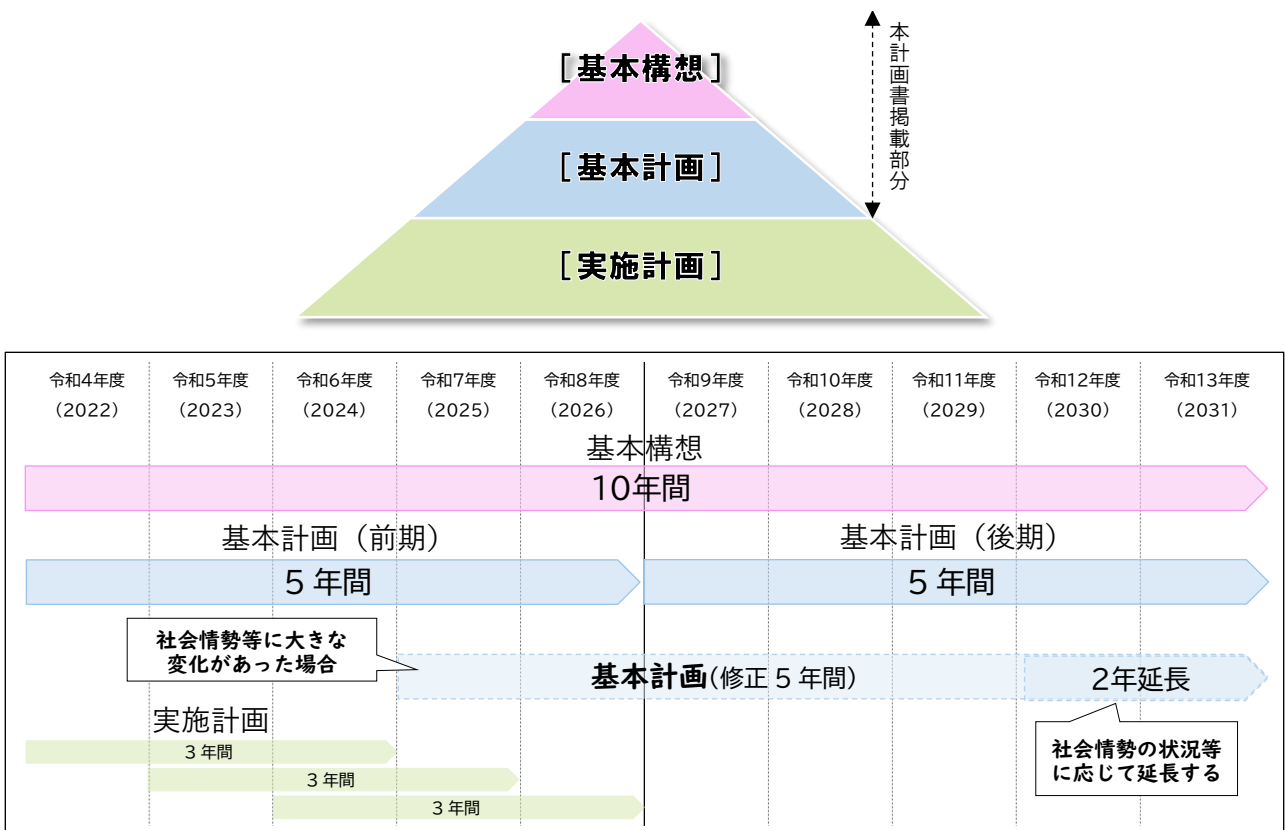 [基本構想]
[基本計画]
[実施計画]
本計画書掲載部分
令和4年度 令和5年度 令和6年度 令和7年度 令和8年度 令和9年度 令和10年度 令和11年度 令和12年度 令和13年度
(2022) (2023) (2024) (2025) (2026) (2027) (2028) (2029) (2030) (2031)
基本構想
10年間
基本計画（前期） 基本計画（後期）
5年間 5年間
社会情勢等に大きな
変化があった場合
基本計画(修正5年間)
2年延長
社会情勢の状況等
に応じて延長する
実施計画
3年間
3年間
3年間